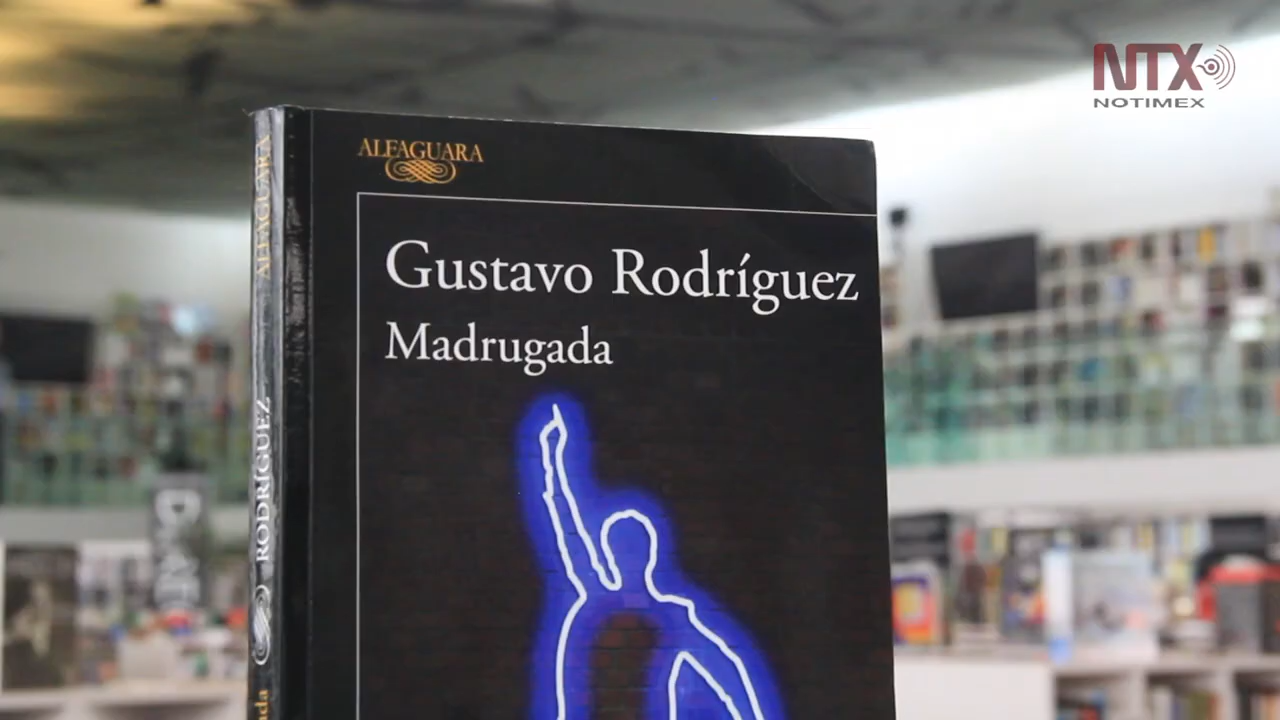 NTX
NOTIMEX
ALFAGUARA
Gustavo Rodríguez
Madrugada
ALFAGUARA
RODRÍGUEZ